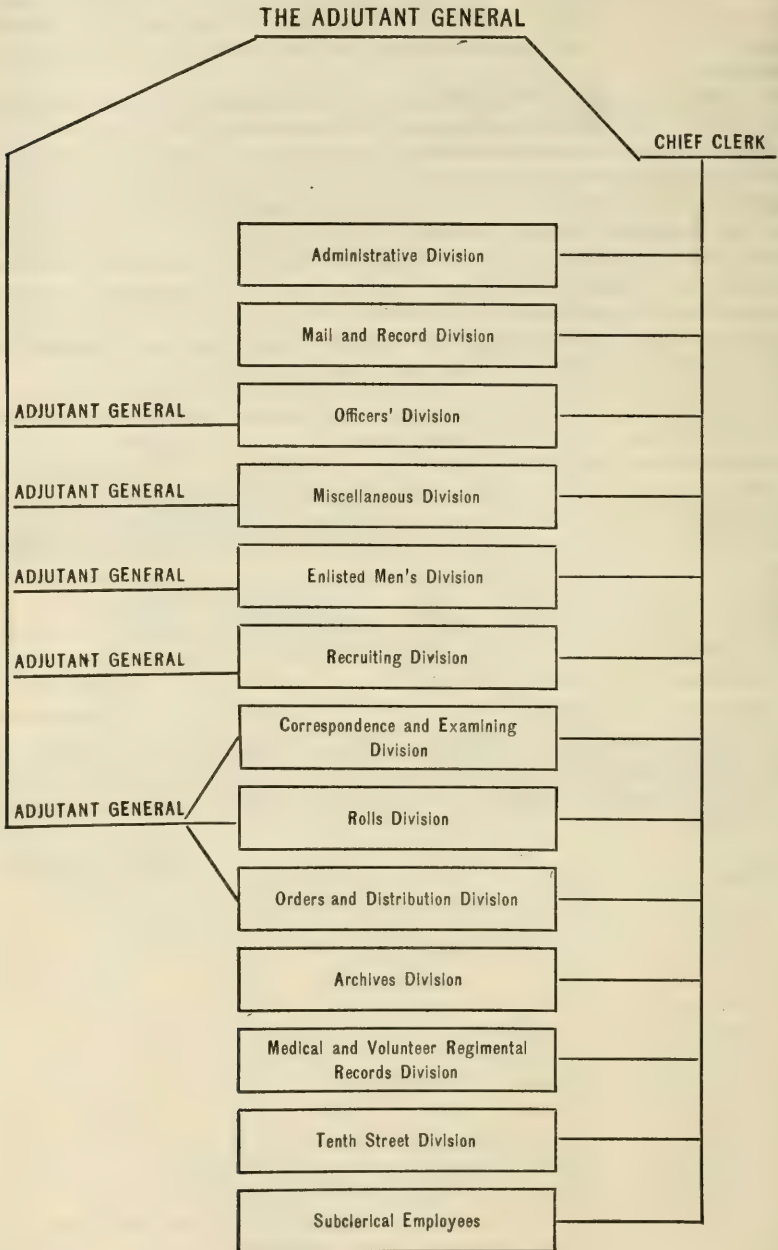 THE ADJUTANT GENERAL
CHIEF CLERK
Administrative Division
Mail and Record Division
ADJUTANT GENERAL
Officers' Division
ADJUTANT GENERAL
Miscellaneous Division
ADJUTANT GENERAL
Enlisted Men's Division
ADJUTANT GENERAL
Recruiting Division
Correspondence and Examining
Division
ADJUTANT GENERAL
Rolls Division
Orders and Distribution Division
Archives Division
Medical and Volunteer Regimental
Records Division
Tenth Street Division
Subclerical Employees